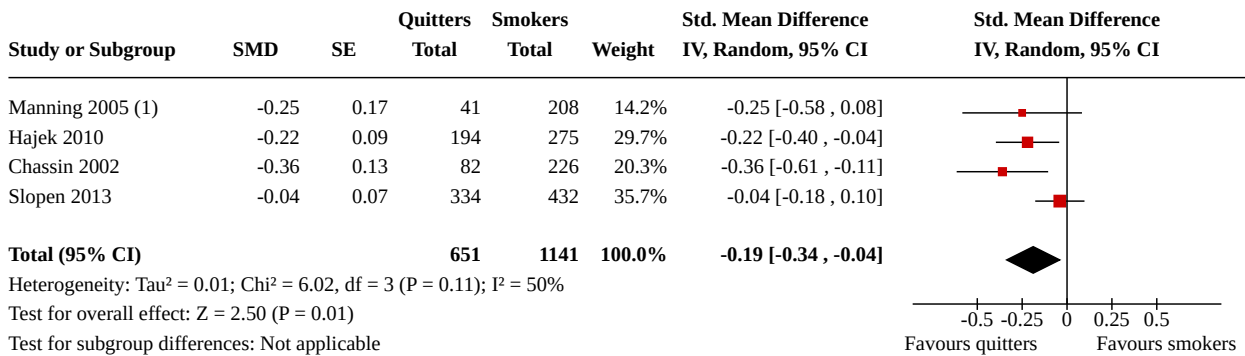 Quitters Smokers Std. Mean Difference Std. Mean Difference
Study or Subgroup SMD SE Total Total Weight IV, Random, 95% CI IV, Random, 95% CI
Manning 2005 (1) -0.25 0.17 41 208 14.2% -0.25 [-0.58 , 0.08]
Hajek 2010 -0.22 0.09 194 275 29.7% -0.22 [-0.40 , -0.04]
Chassin 2002 -0.36 0.13 82 226 20.3% -0.36 [-0.61 , -0.11]
Slopen 2013 -0.04 0.07 334 432 35.7% -0.04 [-0.18 , 0.10]
Total (95% CI) 651 1141 100.0% -0.19 [-0.34 , -0.04]
Heterogeneity: Tau² = 0.01; Chi² = 6.02, df = 3 (P = 0.11); I² = 50%
Test for overall effect: Z = 2.50 (P = 0.01) -0.5 -0.25 0 0.25 0.5
Test for subgroup differences: Not applicable Favours quitters Favours smokers